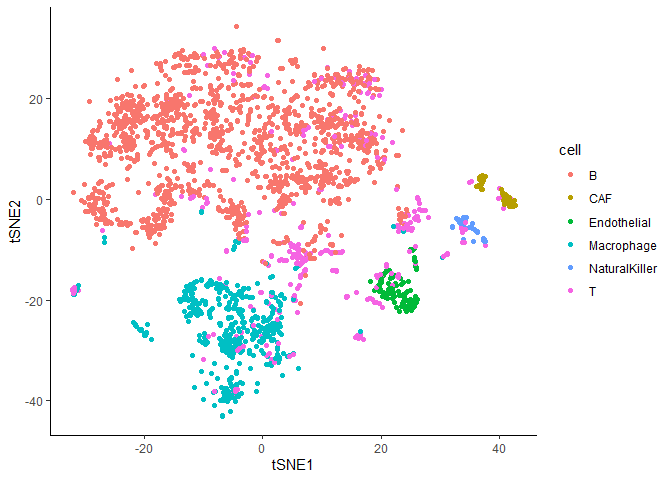 20
0
-20
-40
tSNE2
-20
0
20
40
tSNE1
cell
B
CAF
Endothelial
Macrophage
NaturalKiller
T